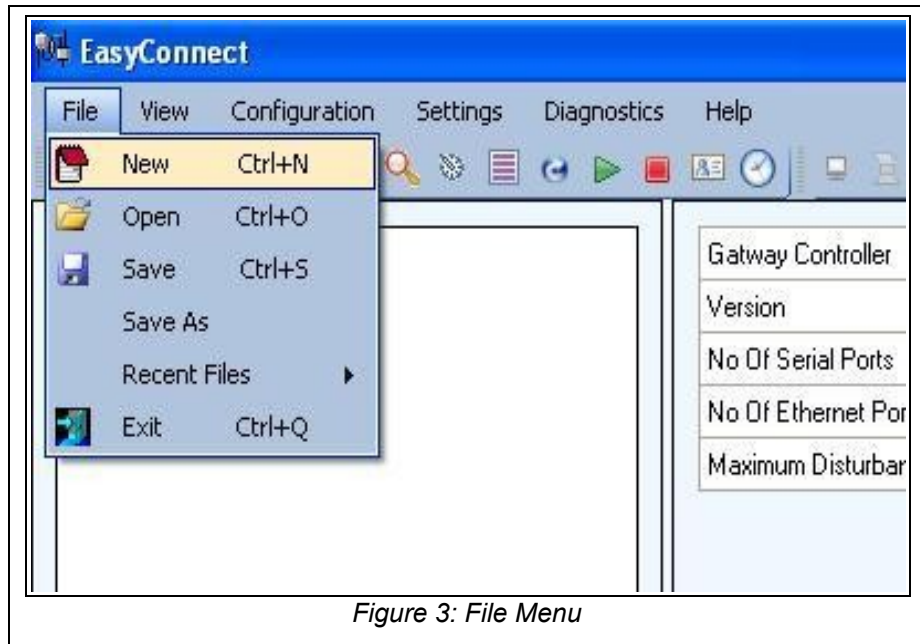 EasyConnect
File View Configuration Settings Diagnostics Help
New Ctrl+N
Open Ctrl+O
Save Ctrl+S
Save As
Recent Files
Exit Ctrl+Q
Gatway Controller
Version
No Of Serial Ports
No Of Ethernet Por
Maximum Disturbar
Figure 3: File Menu